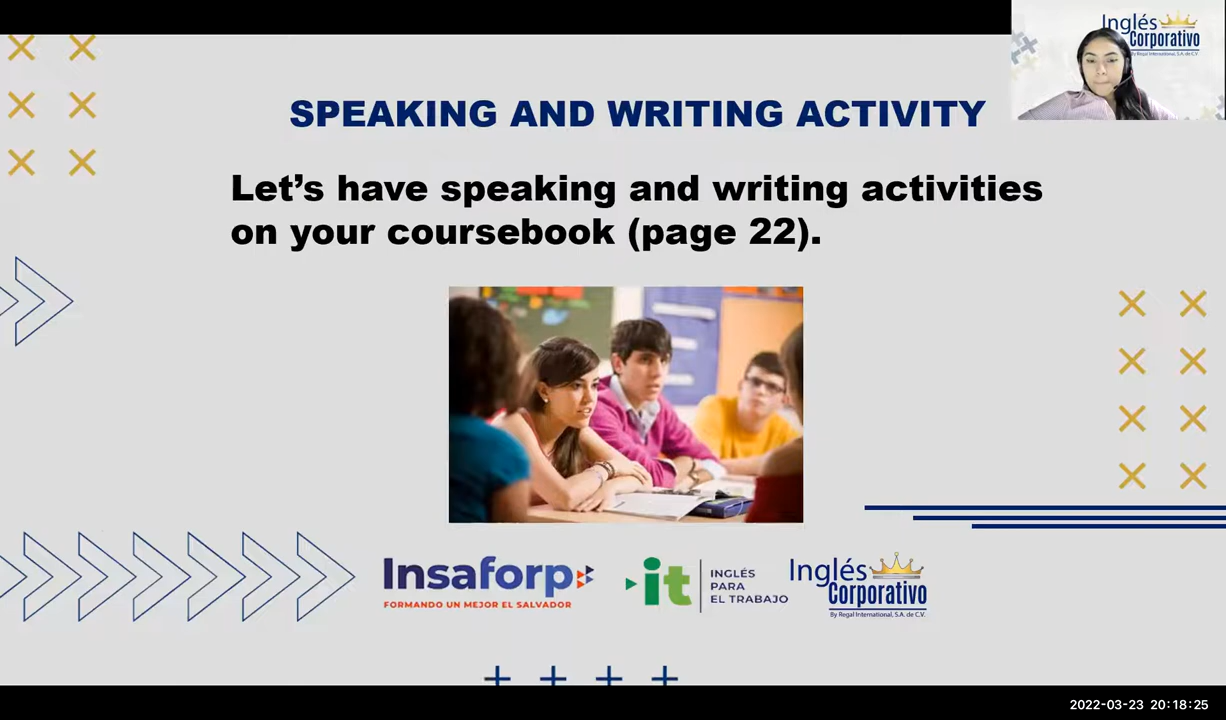 Inglés
Corporativo
By Regal International, S.A. de C.V.
SPEAKING AND WRITING ACTIVITY
Let's have speaking and writing activities
on your coursebook (page 22).
Insaforp
FORMANDO UN MEJOR EL SALVADOR
it
INGLÉS
PARA
EL TRABAJO
Inglés
Corporativo
By Regal International, S.A. de C.V.
2022-03-23 20:18:25